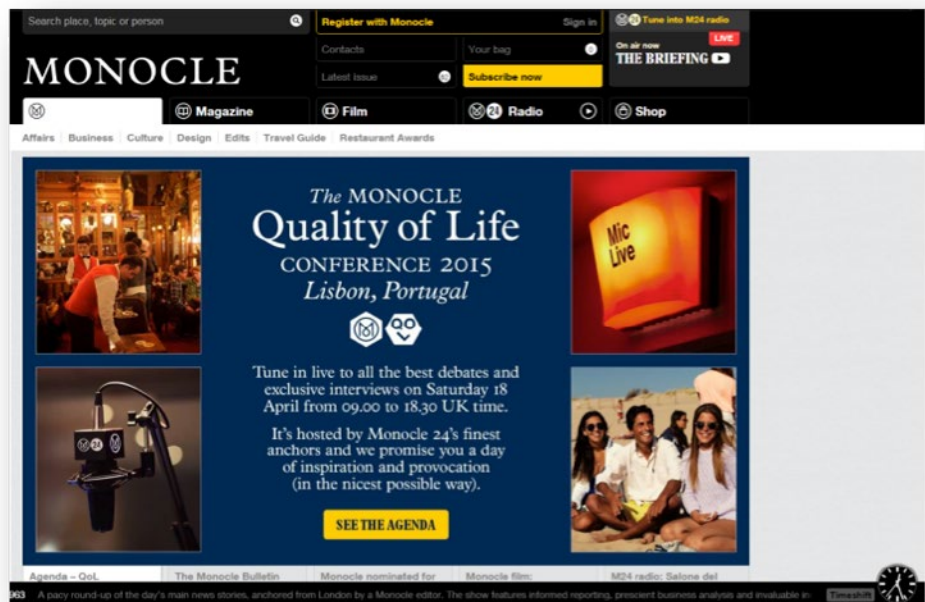 Search place, topic or person
Register with Monocle
Sign in
24 Tune into M24 radio
Contacts
Your bag
0
On air now
LIVE
THE BRIEFING
MONOCLE
Latest issue
Subscribe now
Magazine
Film
24 Radio
Shop
Affairs
Business
Culture
Design
Edits
Travel Guide
Restaurant Awards
The MONOCLE
Quality of Life
CONFERENCE 2015
Lisbon, Portugal
QOL
Mic
Live
Tune in live to all the best debates and
exclusive interviews on Saturday 18
April from 09.00 to 18.30 UK time.
It's hosted by Monocle 24's finest
anchors and we promise you a day
of inspiration and provocation
(in the nicest possible way).
24
SEE THE AGENDA
Agenda – QoL
The Monocle Bulletin
Monocle nominated for
Monocle film:
M24 radio: Salone del
963 A pacy round-up of the day's main news stories, anchored from London by a Monocle editor. The show features informed reporting, prescient business analysis and invaluable in
Timeshift